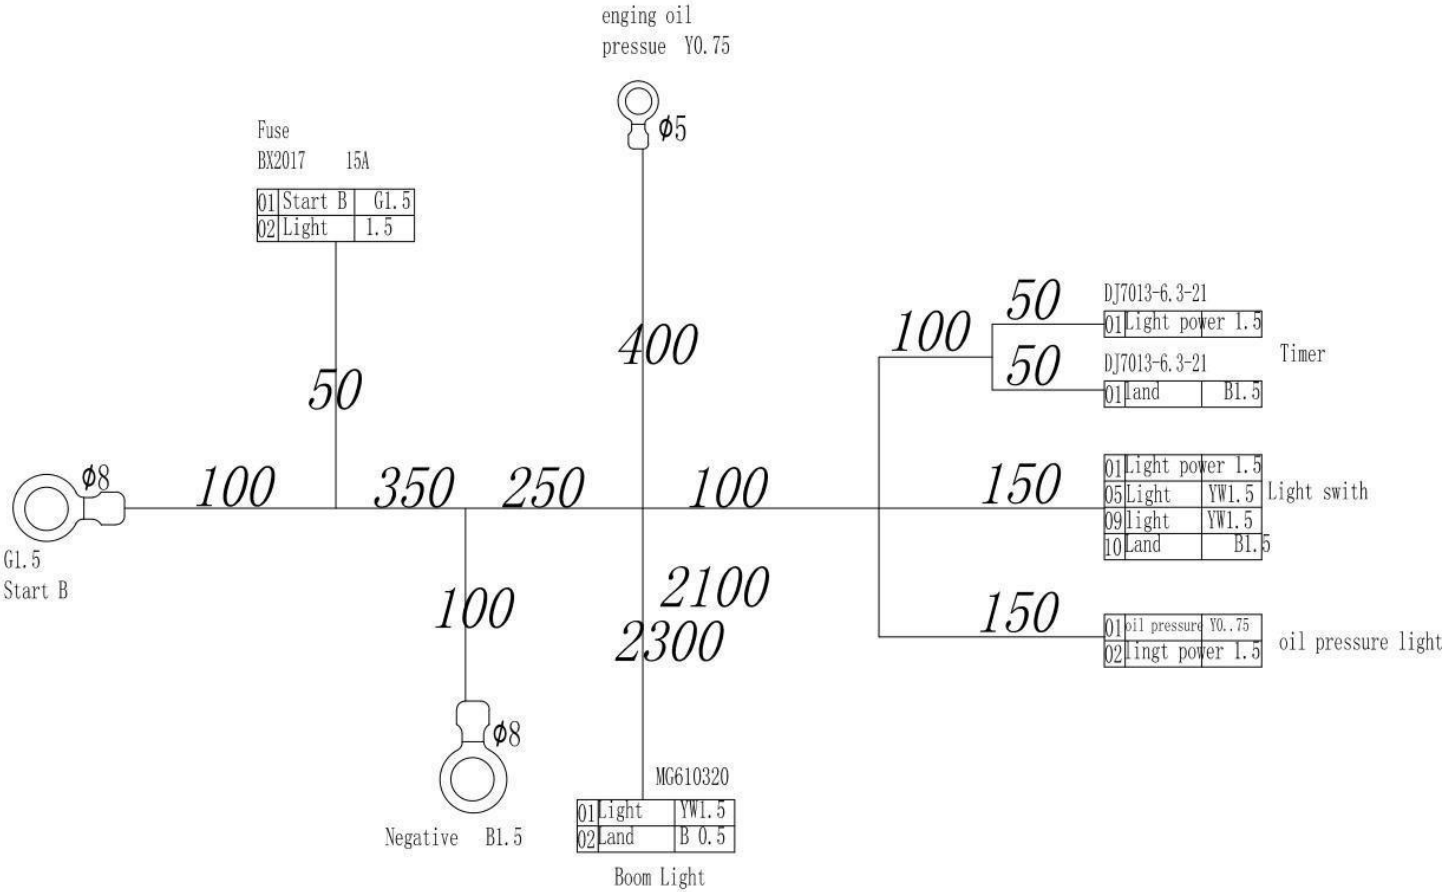 enging oil
pressue Y0.75
ϕ5
Fuse
BX2017 15A
01 Start B G1.5
02 Light 1.5
50
400
100
50
50
DJ7013-6.3-21
01 Light power 1.5
DJ7013-6.3-21
01 land B1.5
Timer
ϕ8
100
350
250
100
150
G1.5
Start B
01 Light power 1.5
05 Light YW1.5
09 light YW1.5
10 Land B1.5
Light swith
100
2100
2300
150
01 oil pressure Y0..75
02 lingt power 1.5
oil pressure light
ϕ8
Negative B1.5
MG610320
01 Light YW1.5
02 Land B 0.5
Boom Light